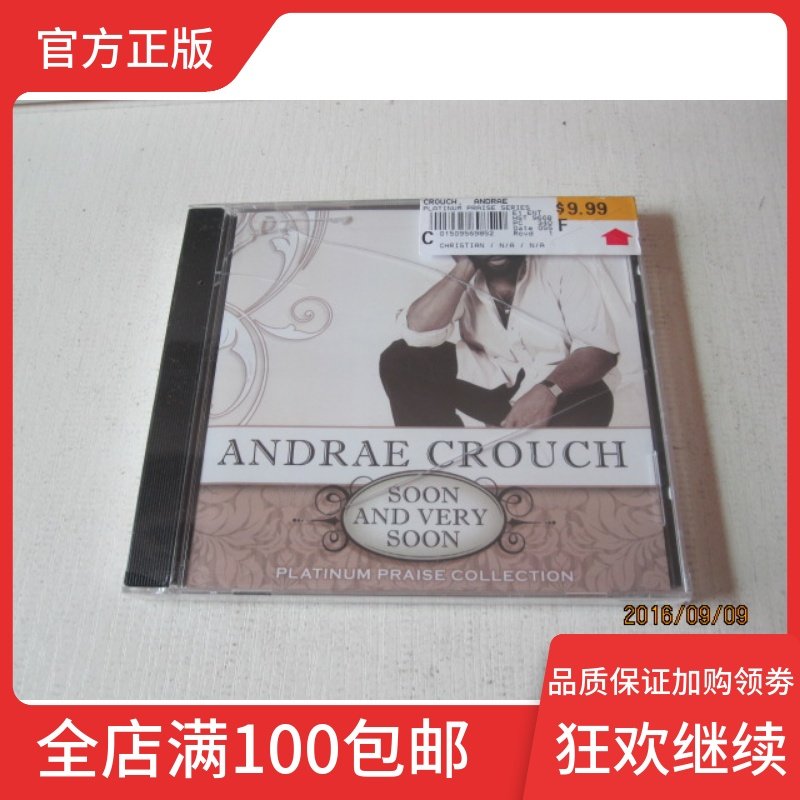 官方正版
CROUCH, ANDRAE
PLATINUM PRAISE SERIES
$9.99
F
C
CHRISTIAN / N/A / N/A
ANDRAE CROUCH
SOON
AND VERY
SOON
PLATINUM PRAISE COLLECTION
2016/09/09
品质保证加购领券
全店满100包邮
狂欢继续